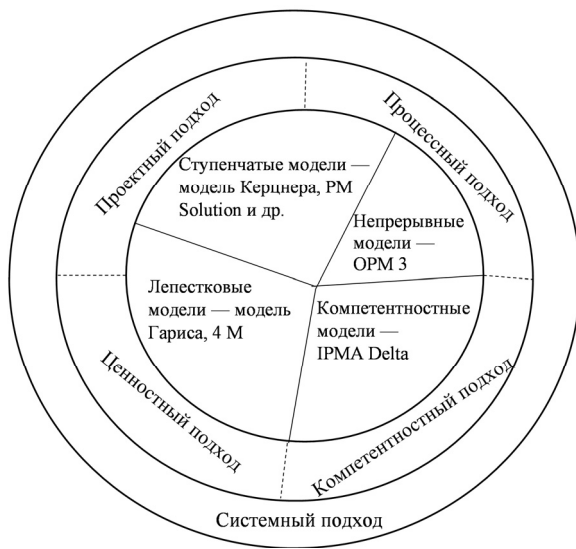 Проектный подход
Процессный подход
Ступенчатые модели —
модель Керцнера, PM
Solution и др.
Непрерывные
модели —
OPM 3
Лепестковые
модели — модель
Гариса, 4 М
Компетентностные
модели —
IPMA Delta
Ценностный подход
Компетентностный подход
Системный подход